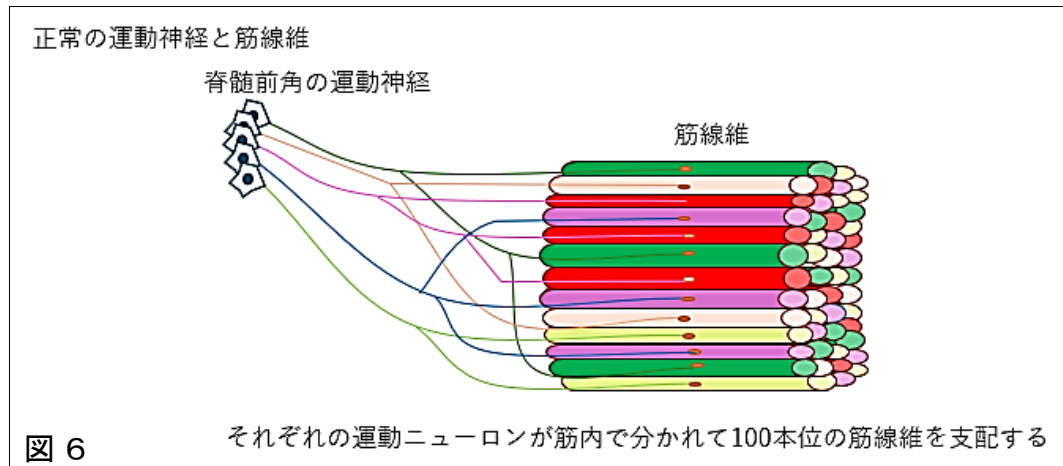 正常の運動神経と筋線維
脊髄前角の運動神経
筋線維
それぞれの運動ニューロンが筋内で分かれて100本位の筋線維を支配する
図 6